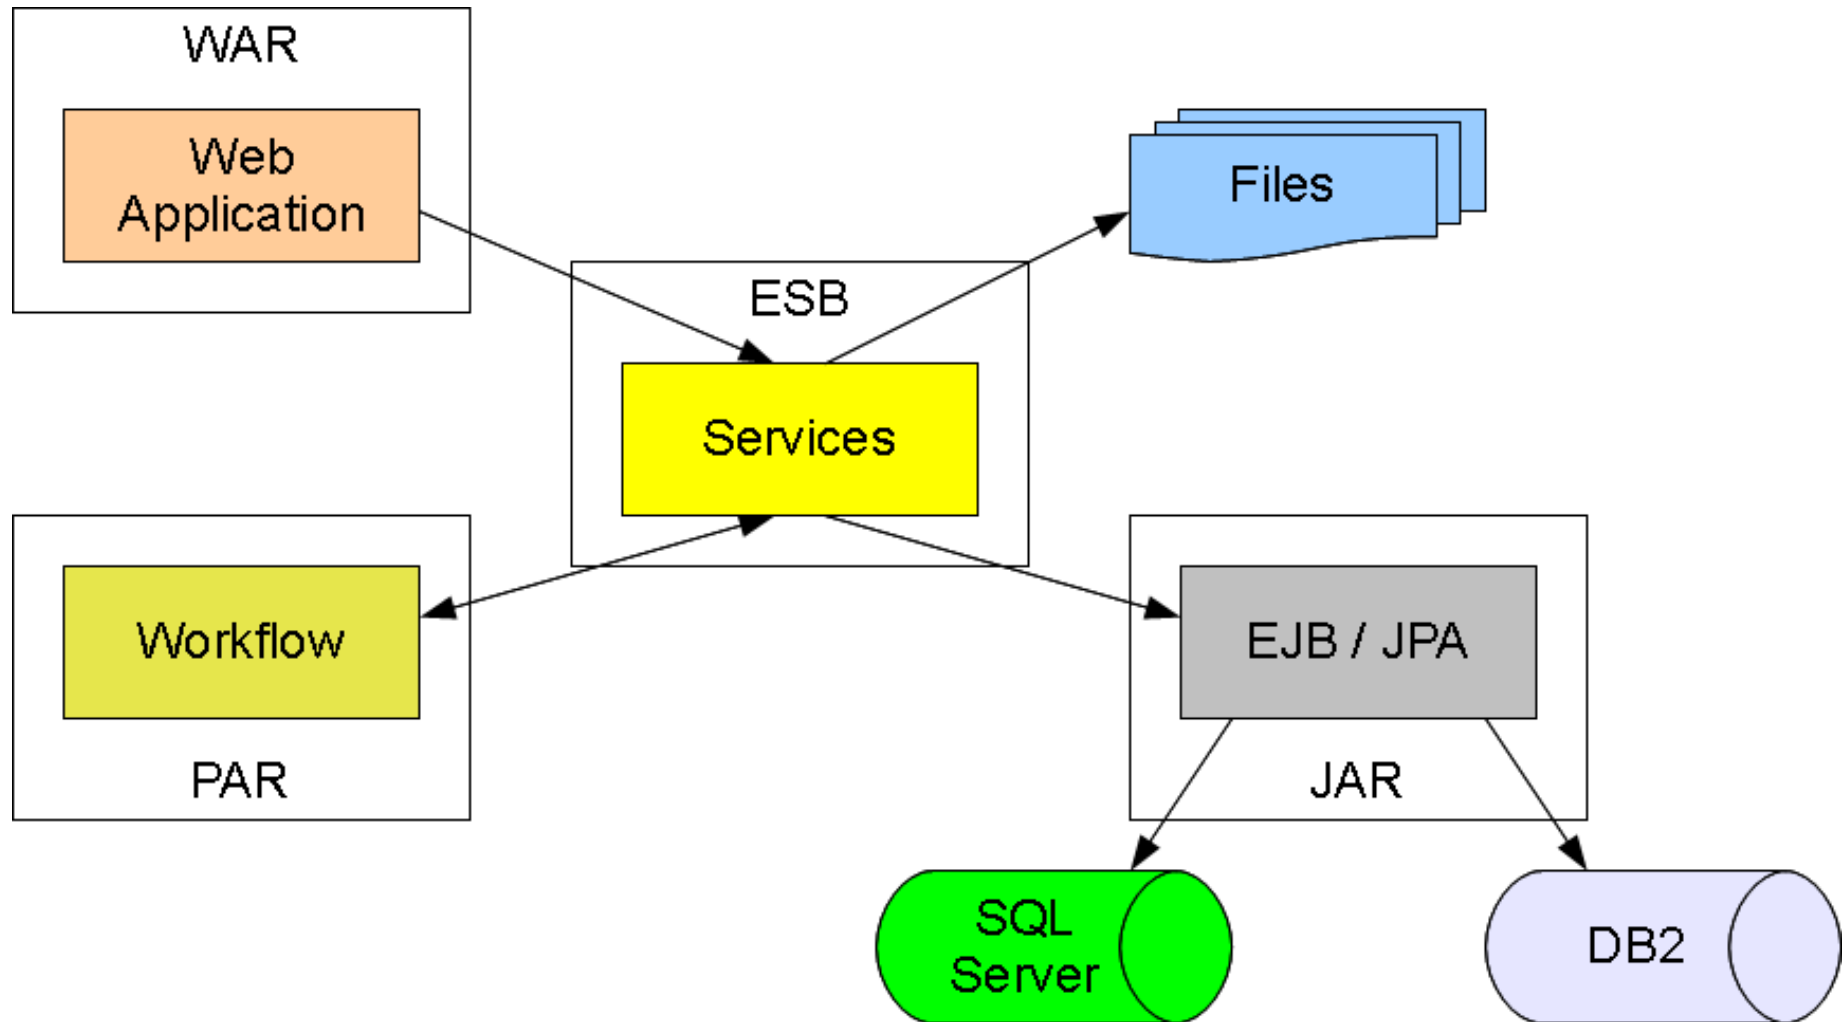 WAR
Web
Application
Files
ESB
Services
Workflow
PAR
EJB / JPA
JAR
SQL
Server
DB2